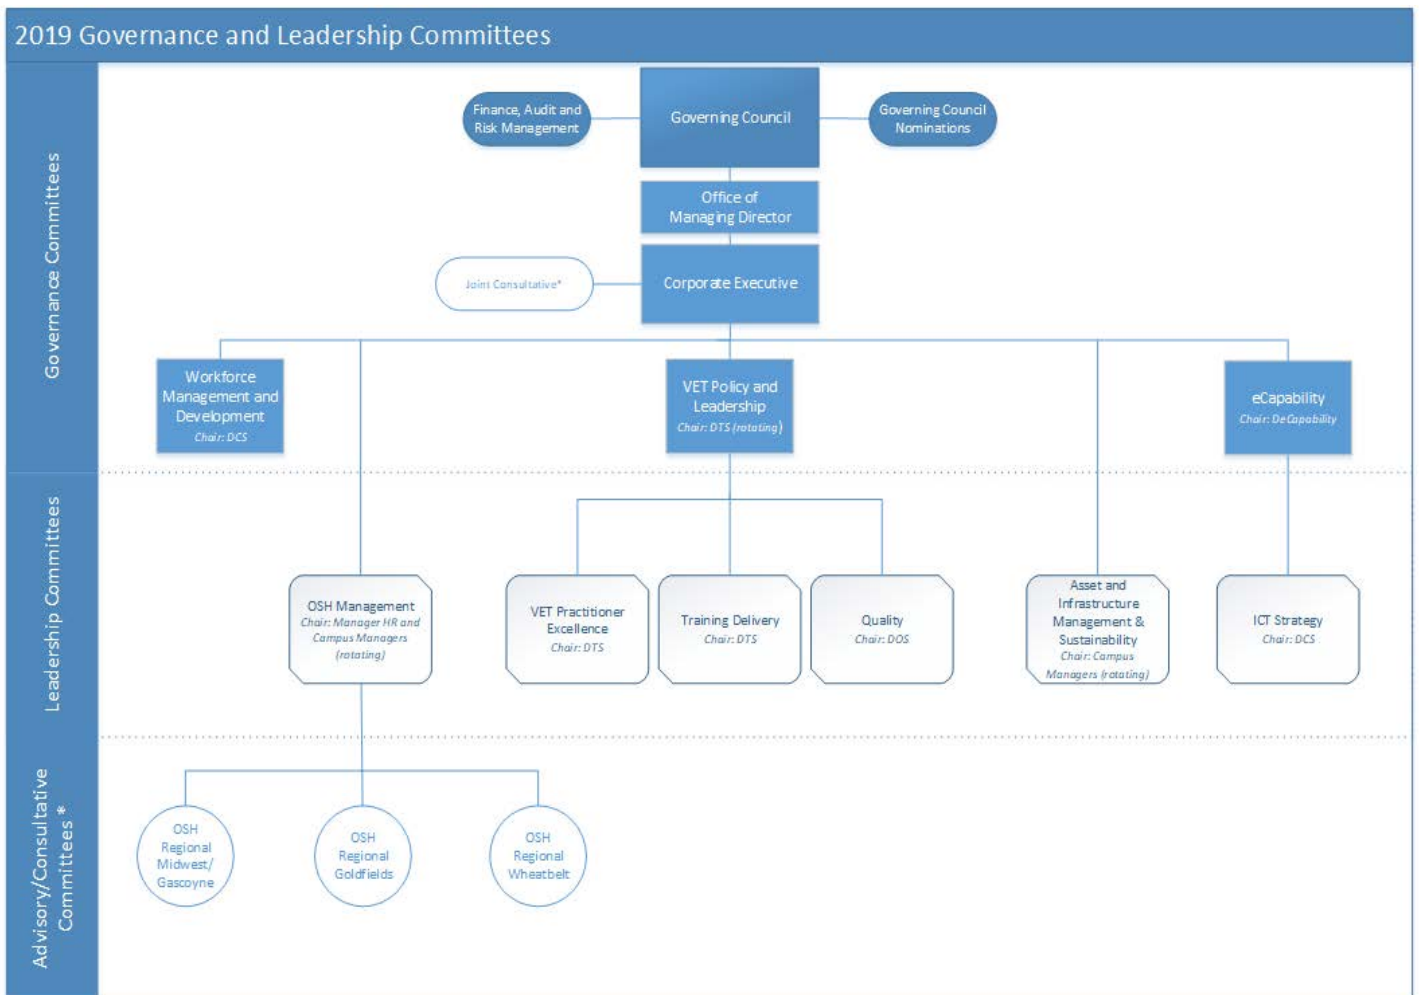 2019 Governance and Leadership Committees
Governance Committees
Finance, Audit and
Risk Management
Governing Council
Governing Council
Nominations
Office of
Managing Director
Joint Consultative*
Corporate Executive
Workforce
Management and
Development
Chair: DCS
VET Policy and
Leadership
Chair: DTS (rotating)
eCapability
Chair: DeCapability
Leadership Committees
OSH Management
Chair: Manager HR and
Campus Managers
(rotating)
VET Practitioner
Excellence
Chair: DTS
Training Delivery
Chair: DTS
Quality
Chair: DOS
Asset and
Infrastructure
Management &
Sustainability
Chair: Campus
Managers (rotating)
ICT Strategy
Chair: DCS
Advisory/Consultative
Committees *
OSH
Regional
Midwest/
Gascoyne
OSH
Regional
Goldfields
OSH
Regional
Wheatbelt